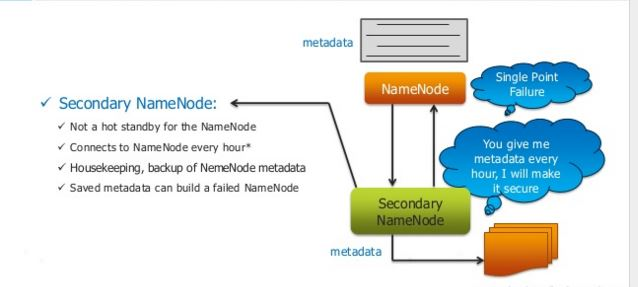 metadata
NameNode
Single Point
Failure
✓ Secondary NameNode:
✓ Not a hot standby for the NameNode
✓ Connects to NameNode every hour*
✓ Housekeeping, backup of NemeNode metadata
✓ Saved metadata can build a failed NameNode
You give me
metadata every
hour, I will make
it secure
Secondary
NameNode
metadata